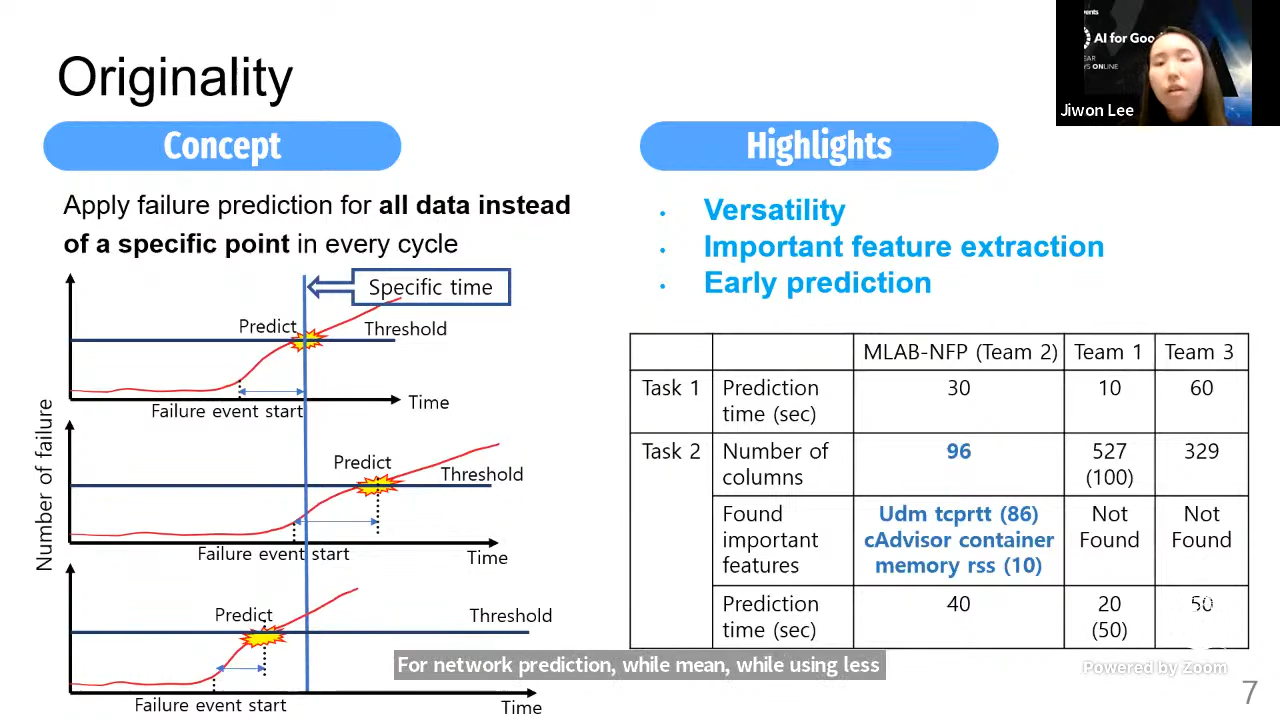 Originality
Concept
Apply failure prediction for all data instead
of a specific point in every cycle
Specific time
Predict
Threshold
Failure event start
Time
Number of failure
Predict
Threshold
Failure event start
Time
Predict
Threshold
Failure event start
Time
Highlights
• Versatility
• Important feature extraction
• Early prediction
MLAB-NFP (Team 2) Team 1 Team 3
Task 1 Prediction time (sec) 30 10 60
Task 2 Number of columns 96 527 (100) 329
Found important features Udm tcprtt (86) cAdvisor container memory rss (10) Not Found Not Found
Prediction time (sec) 40 20 (50) 50
AI for Goo
ONLINE
Jiwon Lee
For network prediction, while mean, while using less
Powered by Zoom
7